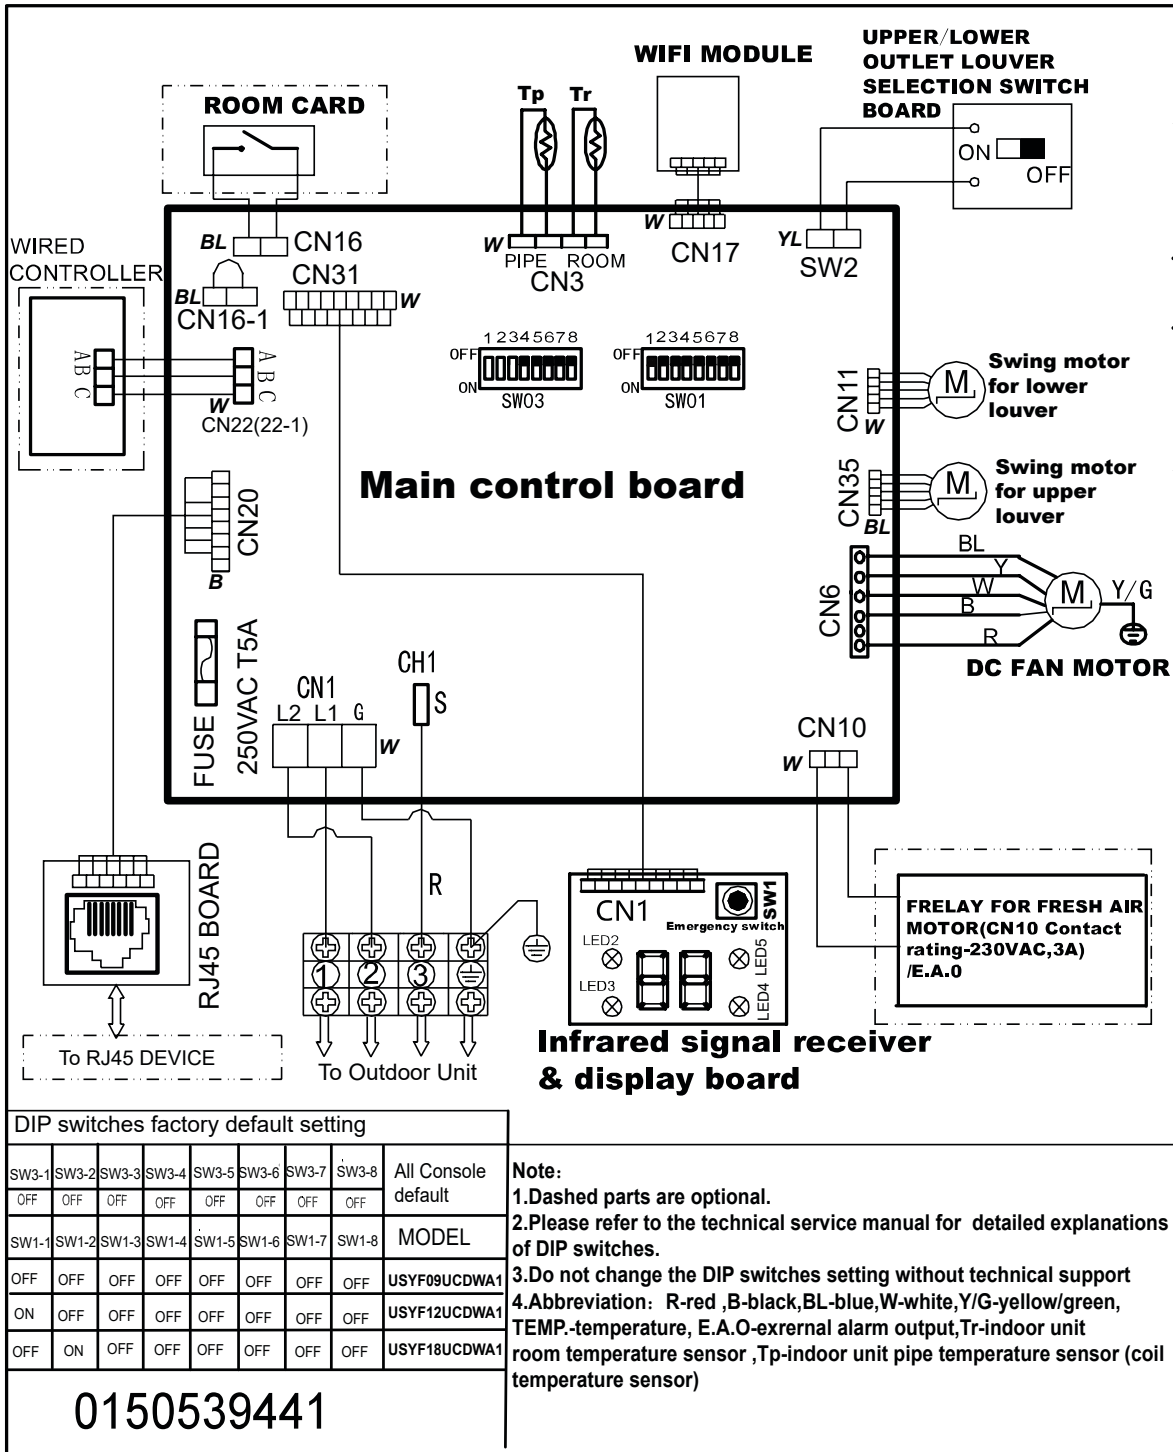 WIFI MODULE
UPPER/LOWER
OUTLET LOUVER
SELECTION SWITCH
BOARD
ON
OFF
ROOM CARD
Tp
Tr
WIRED
CONTROLLER
BL
CN16
CN31
W
BL
CN16-1
W
PIPE
ROOM
CN3
W
CN17
YL
SW2
A B C
A B C
W
CN22(22-1)
12345678
OFF
ON
SW03
12345678
OFF
ON
SW01
CN11
W
M
Swing motor
for lower
louver
Main control board
CN20
B
CN35
BL
M
Swing motor
for upper
louver
CN6
BL
Y
W
B
R
M
Y/G
DC FAN MOTOR
FUSE
250VAC T5A
CN1
L2 L1 G
W
CH1
S
CN10
W
R
RJ45 BOARD
To RJ45 DEVICE
1
2
3
To Outdoor Unit
CN1
SW1
Emergency switch
LED2
LED5
LED3
LED4
Infrared signal receiver
& display board
FRELAY FOR FRESH AIR
MOTOR(CN10 Contact
rating-230VAC,3A)
/E.A.0
DIP switches factory default setting
SW3-1 SW3-2 SW3-3 SW3-4 SW3-5 SW3-6 SW3-7 SW3-8 All Console
default
OFF OFF OFF OFF OFF OFF OFF OFF
SW1-1 SW1-2 SW1-3 SW1-4 SW1-5 SW1-6 SW1-7 SW1-8 MODEL
OFF OFF OFF OFF OFF OFF OFF OFF USYF09UCDWA1
ON OFF OFF OFF OFF OFF OFF OFF USYF12UCDWA1
OFF ON OFF OFF OFF OFF OFF OFF USYF18UCDWA1
0150539441
Note:
1.Dashed parts are optional.
2.Please refer to the technical service manual for detailed explanations
of DIP switches.
3.Do not change the DIP switches setting without technical support
4.Abbreviation: R-red ,B-black,BL-blue,W-white,Y/G-yellow/green,
TEMP.-temperature, E.A.O-exrernal alarm output,Tr-indoor unit
room temperature sensor ,Tp-indoor unit pipe temperature sensor (coil
temperature sensor)